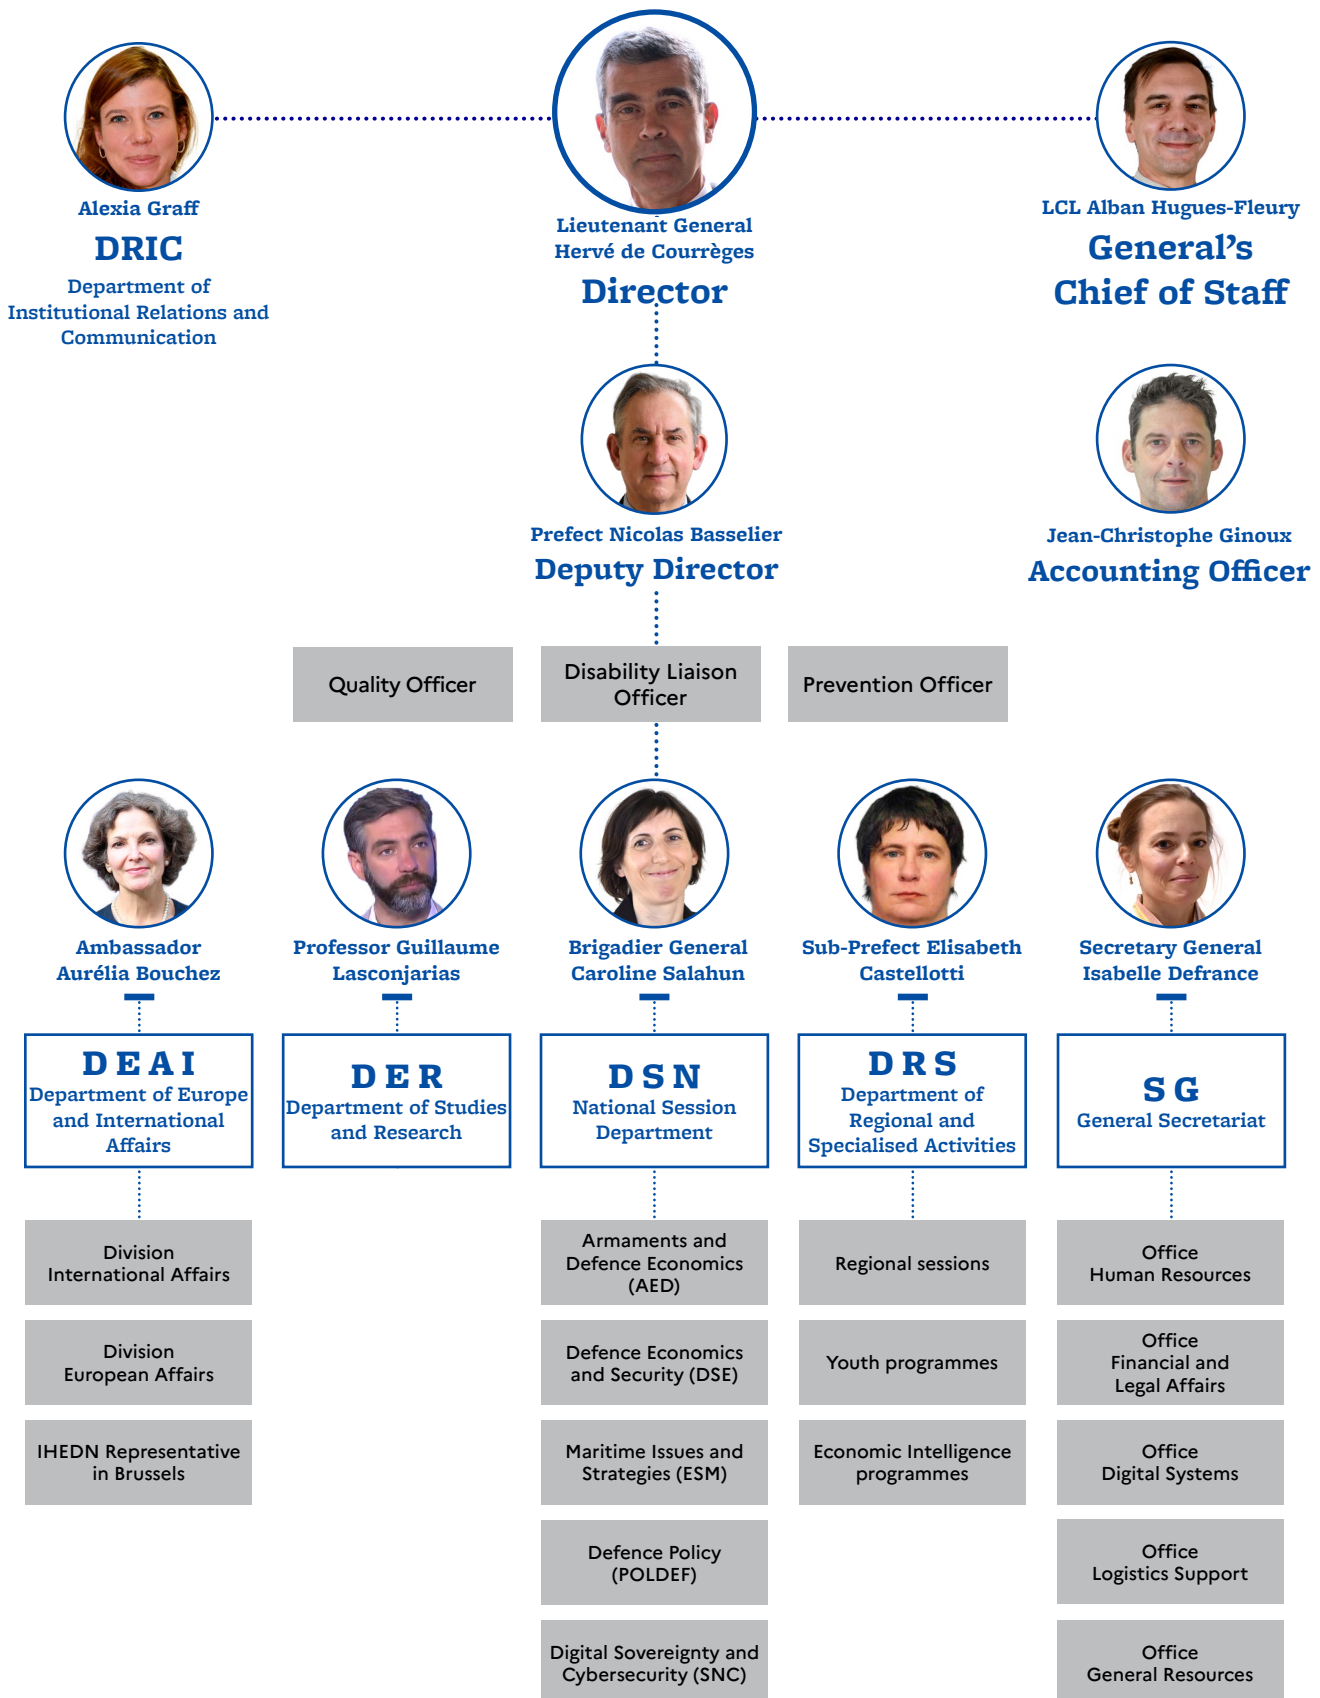 Alexia Graff
DRIC
Department of
Institutional Relations and
Communication
Lieutenant General
Hervé de Courrèges
Director
LCL Alban Hugues-Fleury
General’s
Chief of Staff
Prefect Nicolas Basselier
Deputy Director
Jean-Christophe Ginoux
Accounting Officer
Quality Officer
Disability Liaison
Officer
Prevention Officer
Ambassador
Aurélia Bouchez
Professor Guillaume
Lasconjarias
Brigadier General
Caroline Salahun
Sub-Prefect Elisabeth
Castellotti
Secretary General
Isabelle Defrance
DEAI
Department of Europe
and International
Affairs
DER
Department of Studies
and Research
DSN
National Session
Department
DRS
Department of
Regional and
Specialised Activities
SG
General Secretariat
Division
International Affairs
Division
European Affairs
IHEDN Representative
in Brussels
Armaments and
Defence Economics
(AED)
Defence Economics
and Security (DSE)
Maritime Issues and
Strategies (ESM)
Defence Policy
(POLDEF)
Digital Sovereignty and
Cybersecurity (SNC)
Regional sessions
Youth programmes
Economic Intelligence
programmes
Office
Human Resources
Office
Financial and
Legal Affairs
Office
Digital Systems
Office
Logistics Support
Office
General Resources